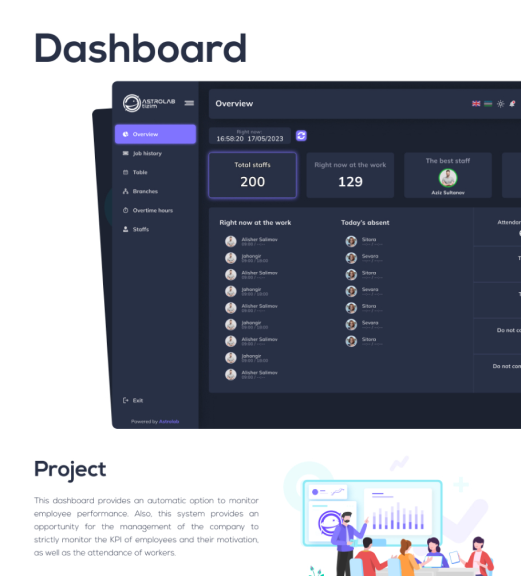 Dashboard
ASTROLAB
tizim
Overview
Overview
Right now
16:58:20 17/05/2023
Job history
Table
Branches
Overtime hours
Staffs
Total staffs
200
Right now at the work
129
The best staff
Aziz Sultanov
Right now at the work
Today's absent
Alisher Salimov
Jahongir
Alisher Salimov
Jahongir
Alisher Salimov
Jahongir
Alisher Salimov
Jahongir
Alisher Salimov
Sitora
Sevara
Sitora
Sevara
Sitora
Sevara
Sitora
Do not co
Do not com
Exit
Powered by Astrolab
Project
This dashboard provides an automatic option to monitor
employee performance. Also, this system provides an
opportunity for the management of the company to
strictly monitor the KPI of employees and their motivation,
as well as the attendance of workers.